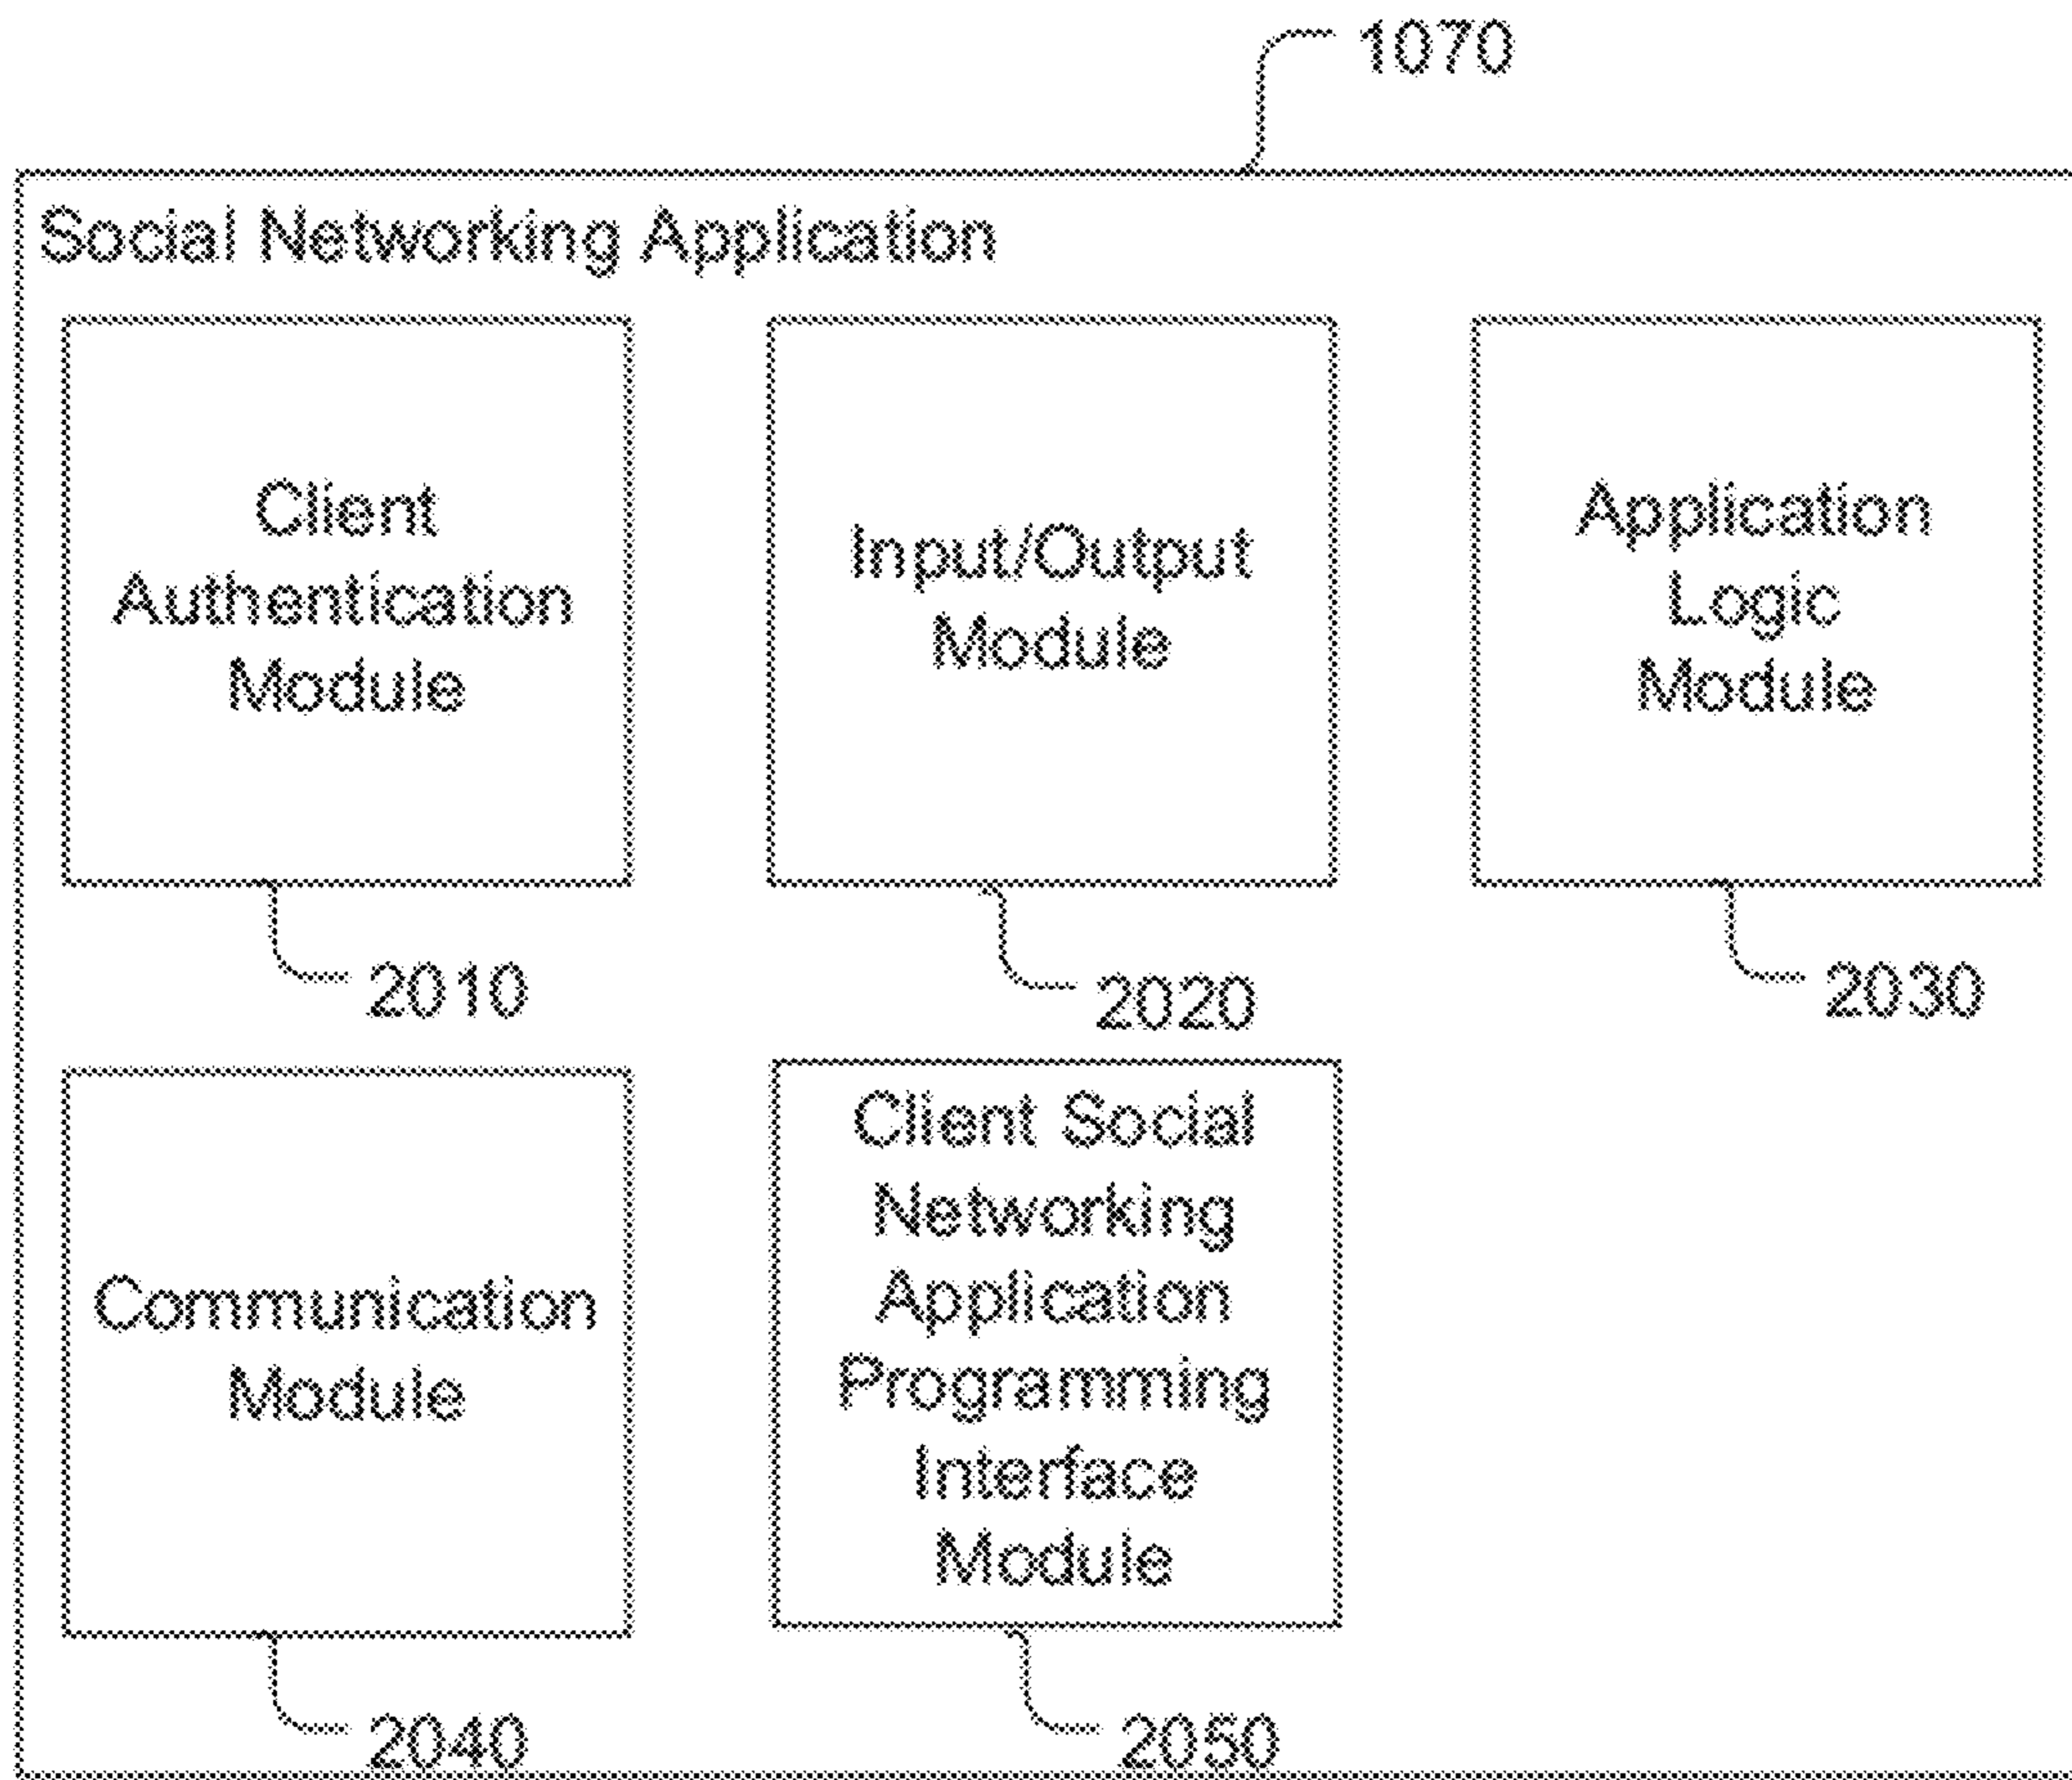 1070
Social Networking Application
Client
Authentication
Module
2010
Input/Output
Module
2020
Application
Logic
Module
2030
Communication
Module
2040
Client Social
Networking
Application
Programming
Interface
Module
2050